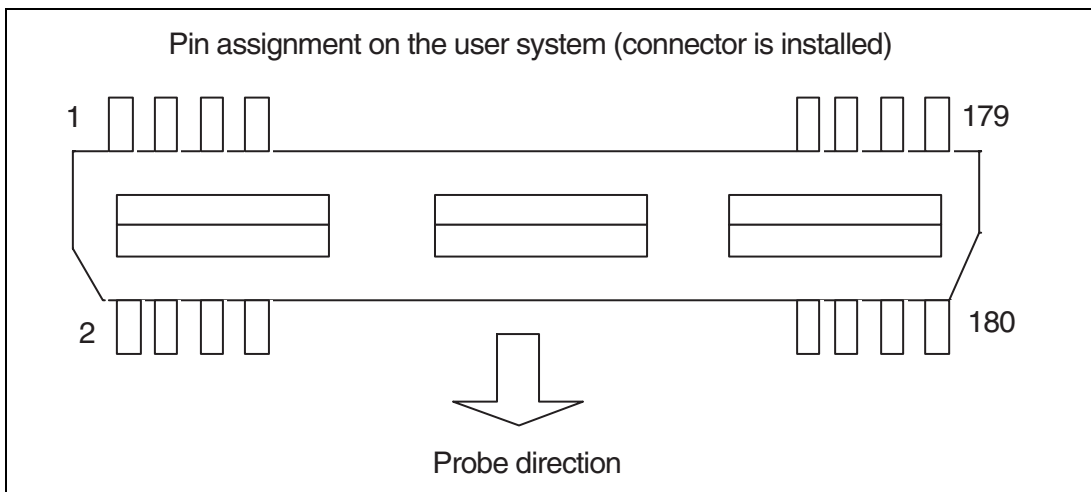 Pin assignment on the user system (connector is installed)
1
179
2
180
Probe direction